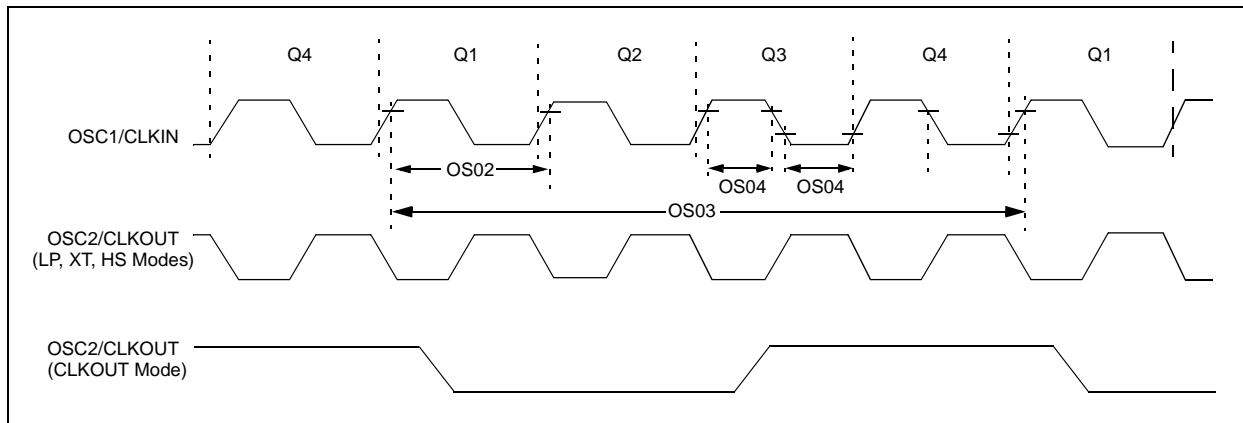 Q4 Q1 Q2 Q3 Q4 Q1
OSC1/CLKIN
OS02
OS04 OS04
OS03
OSC2/CLKOUT
(LP, XT, HS Modes)
OSC2/CLKOUT
(CLKOUT Mode)